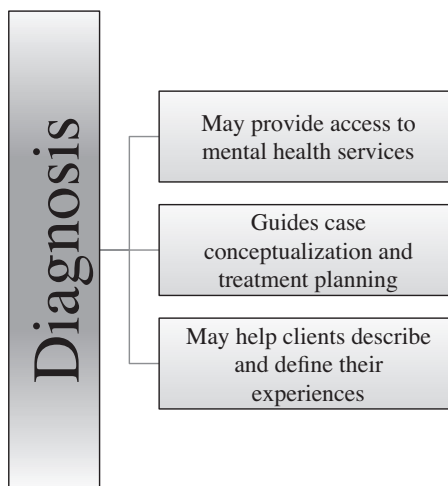 Diagnosis
May provide access to
mental health services
Guides case
conceptualization and
treatment planning
May help clients describe
and define their
experiences